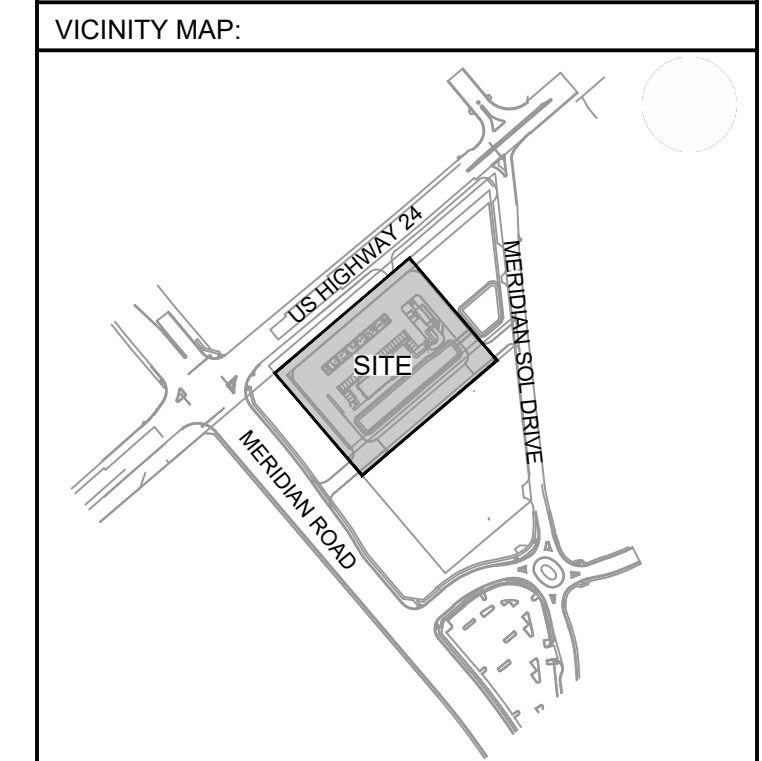 VICINITY MAP:
US HIGHWAY 24
MERIDIAN SOL DRIVE
SITE
MERIDIAN ROAD